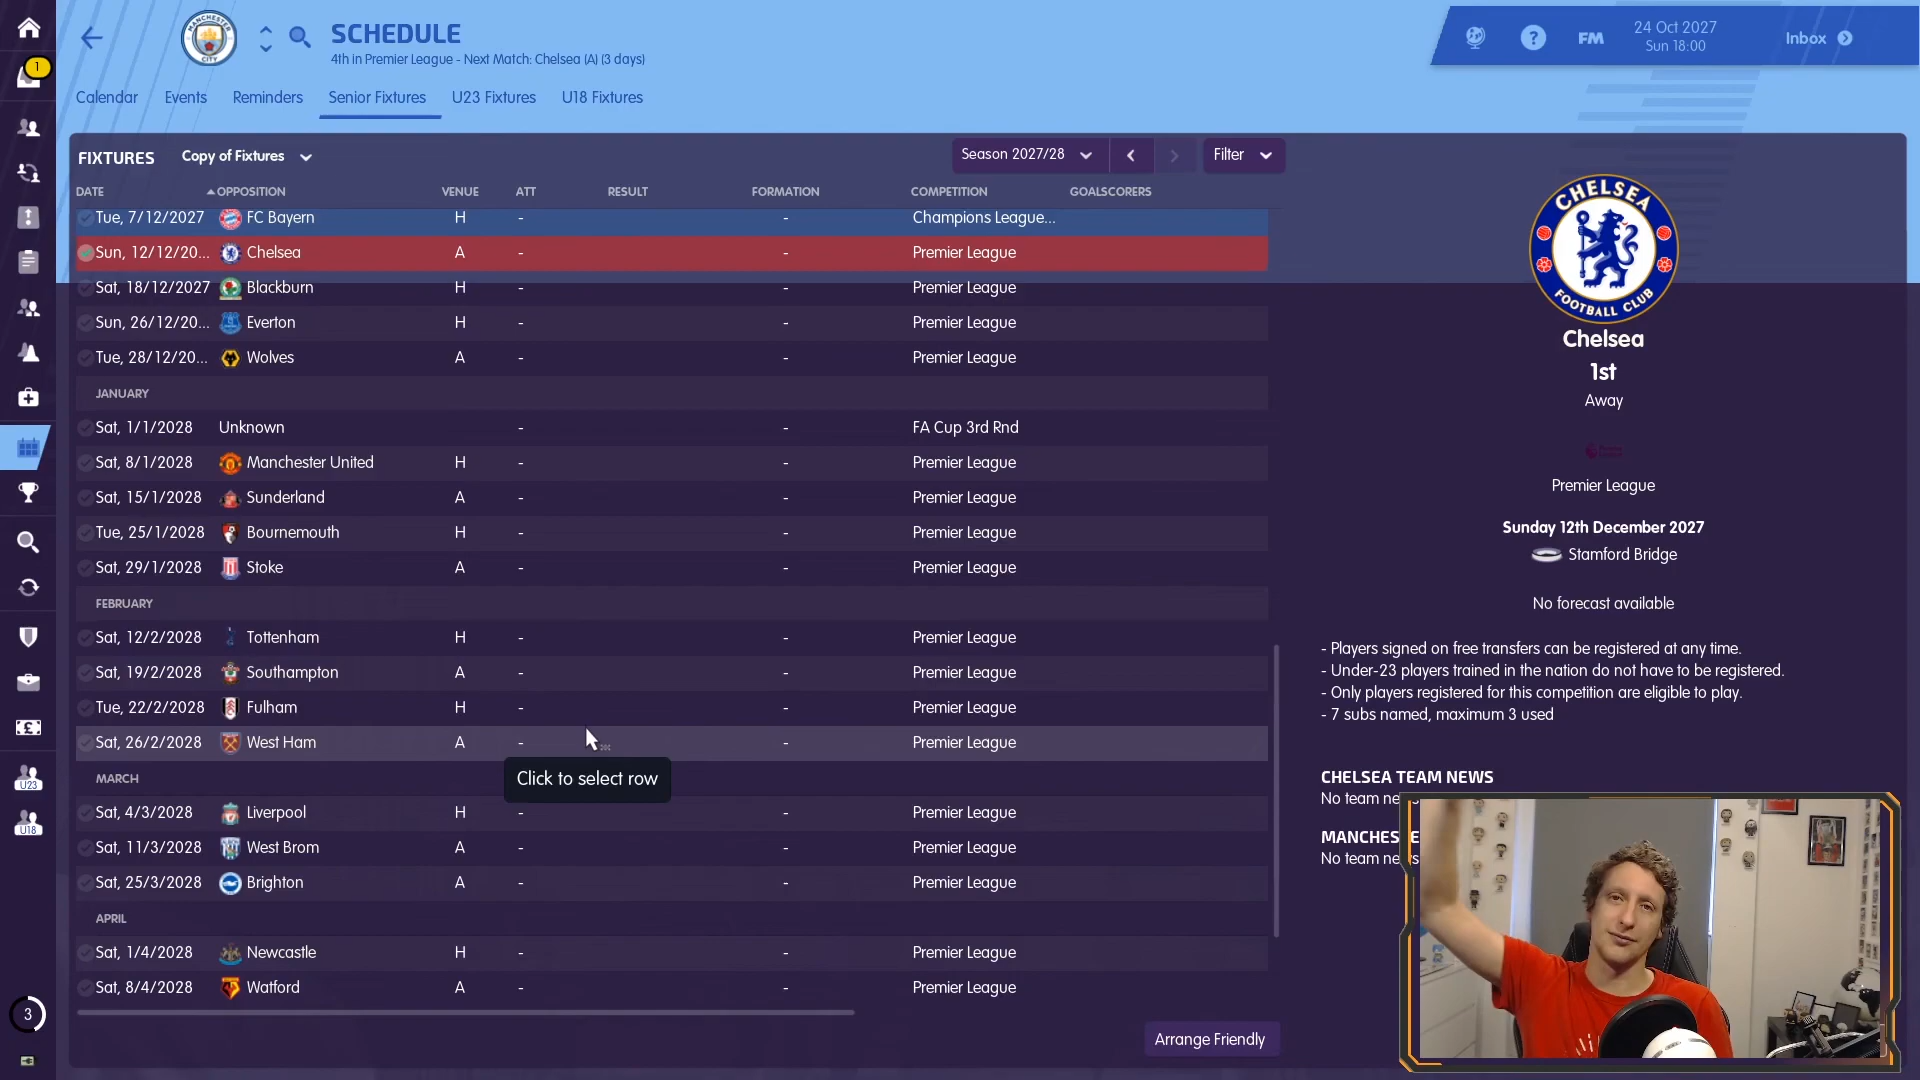 SCHEDULE
4th in Premier League - Next Match: Chelsea (A) (3 days)
FM
24 Oct 2027
Sun 18:00
Inbox
1
Calendar
Events
Reminders
Senior Fixtures
U23 Fixtures
U18 Fixtures
FIXTURES
Copy of Fixtures
Season 2027/28
Filter
DATE OPPOSITION VENUE ATT RESULT FORMATION COMPETITION GOALSCORERS
Tue, 7/12/2027 FC Bayern H - - Champions League...
Sun, 12/12/20... Chelsea A - - Premier League
Sat, 18/12/2027 Blackburn H - - Premier League
Sun, 26/12/20... Everton H - - Premier League
Tue, 28/12/20... Wolves A - - Premier League
JANUARY
Sat, 1/1/2028 Unknown - - FA Cup 3rd Rnd
Sat, 8/1/2028 Manchester United H - - Premier League
Sat, 15/1/2028 Sunderland A - - Premier League
Tue, 25/1/2028 Bournemouth H - - Premier League
Sat, 29/1/2028 Stoke A - - Premier League
FEBRUARY
Sat, 12/2/2028 Tottenham H - - Premier League
Sat, 19/2/2028 Southampton A - - Premier League
Tue, 22/2/2028 Fulham H - - Premier League
Sat, 26/2/2028 West Ham A - - Premier League
Click to select row
MARCH
Sat, 4/3/2028 Liverpool H - - Premier League
Sat, 11/3/2028 West Brom A - - Premier League
Sat, 25/3/2028 Brighton A - - Premier League
APRIL
Sat, 1/4/2028 Newcastle H - - Premier League
Sat, 8/4/2028 Watford A - - Premier League
Arrange Friendly
CHELSEA
FOOTBALL CLUB
Chelsea
1st
Away
Premier League
Sunday 12th December 2027
Stamford Bridge
No forecast available
- Players signed on free transfers can be registered at any time.
- Under-23 players trained in the nation do not have to be registered.
- Only players registered for this competition are eligible to play.
- 7 subs named, maximum 3 used
CHELSEA TEAM NEWS
No team news
MANCHESTE
No team news
U23
U18
3
MANCHESTER
CITY